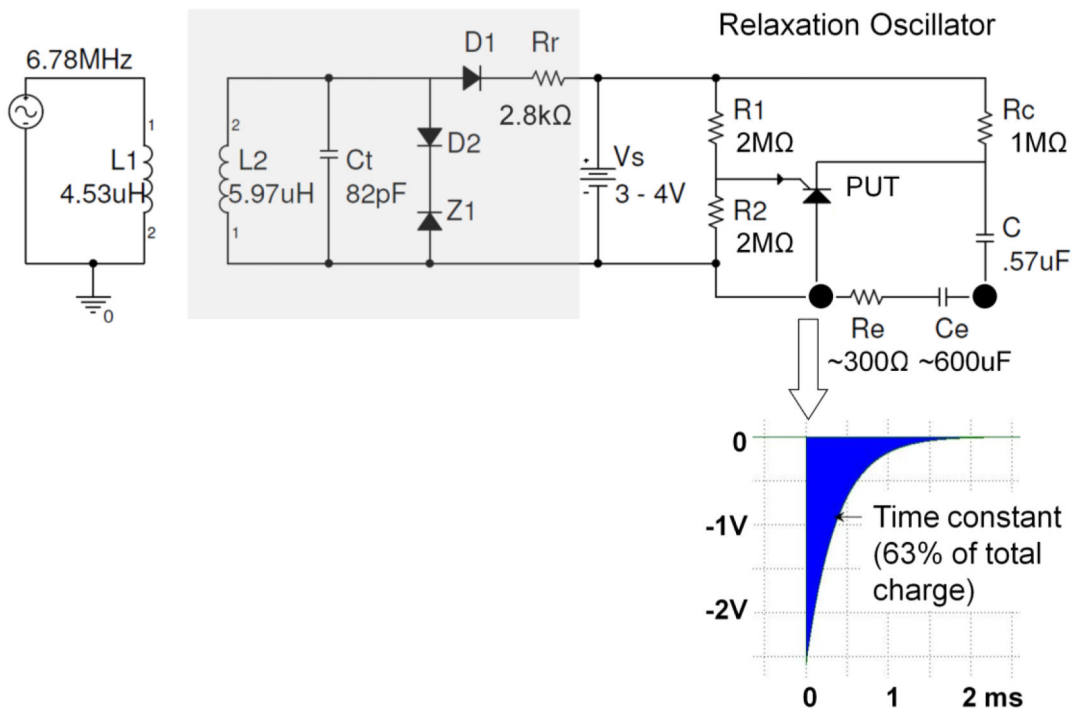 Relaxation Oscillator
6.78MHz
1
L1
4.53uH
2
2
L2
5.97uH
1
Ct
82pF
D2
Z1
D1
Rr
2.8kΩ
+
Vs
-
3 - 4V
R1
2MΩ
R2
2MΩ
PUT
Rc
1MΩ
C
.57uF
Re
~300Ω
Ce
~600uF
0
0
-1V
-2V
Time constant
(63% of total
charge)
0 1 2 ms